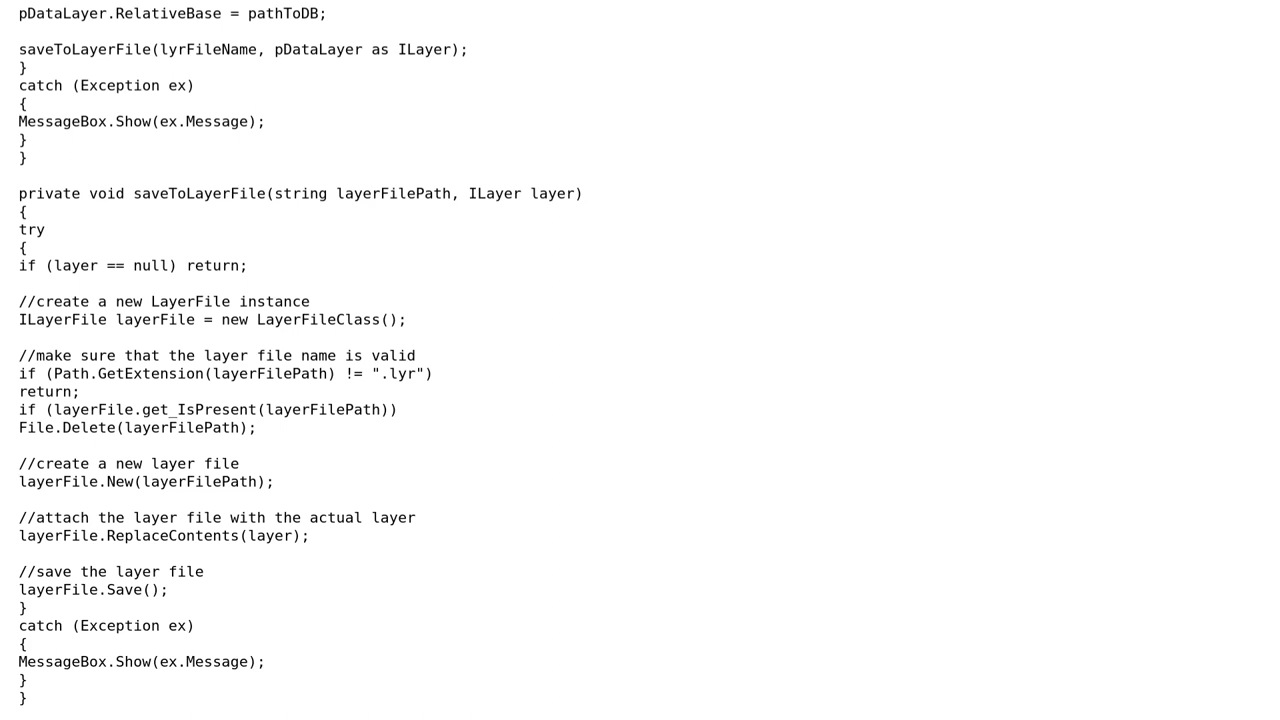 pDataLayer.RelativeBase = pathToDB;

saveToLayerFile(lyrFileName, pDataLayer as ILayer);
}
catch (Exception ex)
{
MessageBox.Show(ex.Message);
}
}

private void saveToLayerFile(string layerFilePath, ILayer layer)
{
try
{
if (layer == null) return;

//create a new LayerFile instance
ILayerFile layerFile = new LayerFileClass();

//make sure that the layer file name is valid
if (Path.GetExtension(layerFilePath) != ".lyr")
return;
if (layerFile.get_IsPresent(layerFilePath))
File.Delete(layerFilePath);

//create a new layer file
layerFile.New(layerFilePath);

//attach the layer file with the actual layer
layerFile.ReplaceContents(layer);

//save the layer file
layerFile.Save();
}
catch (Exception ex)
{
MessageBox.Show(ex.Message);
}
}